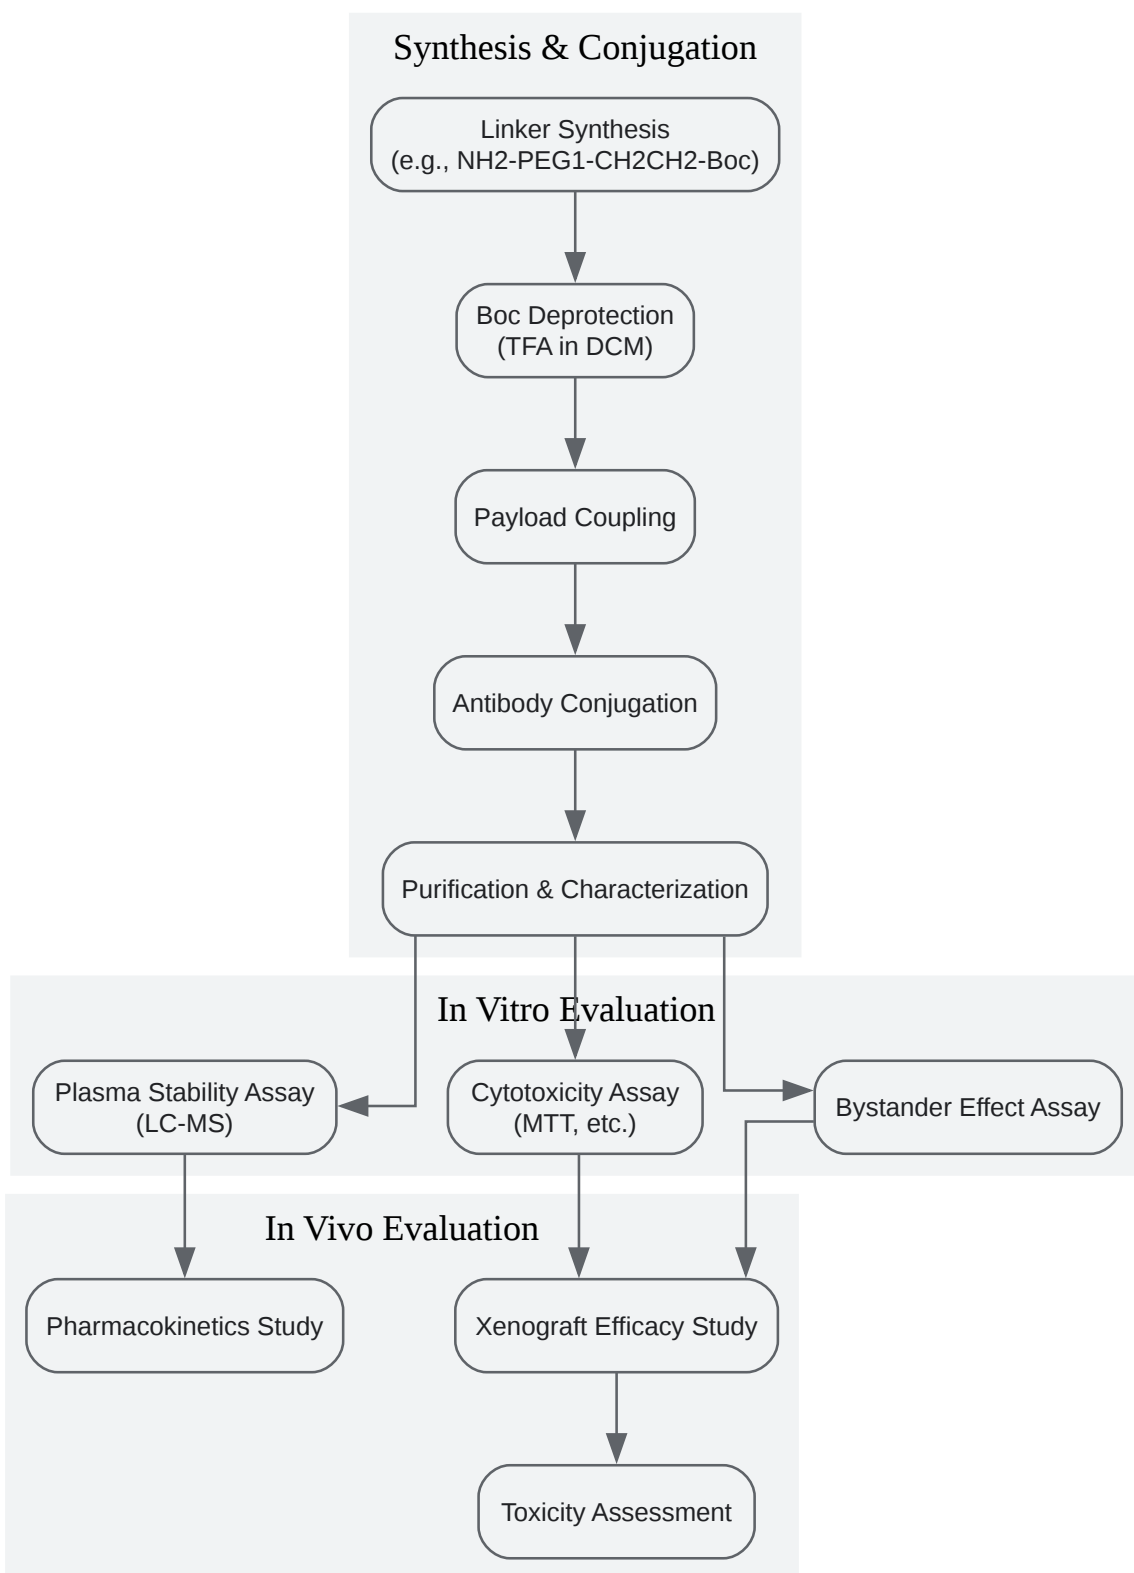 Synthesis & Conjugation
Linker Synthesis
(e.g., NH2-PEG1-CH2CH2-Boc)
Boc Deprotection
(TFA in DCM)
Payload Coupling
Antibody Conjugation
Purification & Characterization
In Vitro Evaluation
Plasma Stability Assay
(LC-MS)
Cytotoxicity Assay
(MTT, etc.)
Bystander Effect Assay
In Vivo Evaluation
Pharmacokinetics Study
Xenograft Efficacy Study
Toxicity Assessment